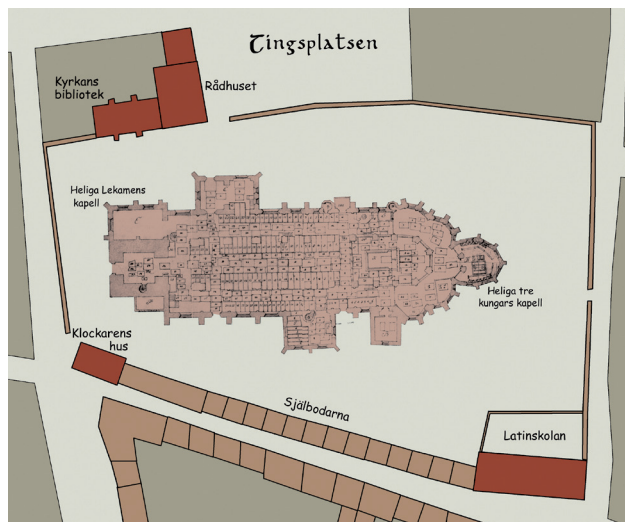 Tingsplatsen
Kyrkans
bibliotek
Rådhuset
Heliga Lekamens
kapell
Heliga tre
kungars kapell
Klockarens
hus
Själbodarna
Latinskolan